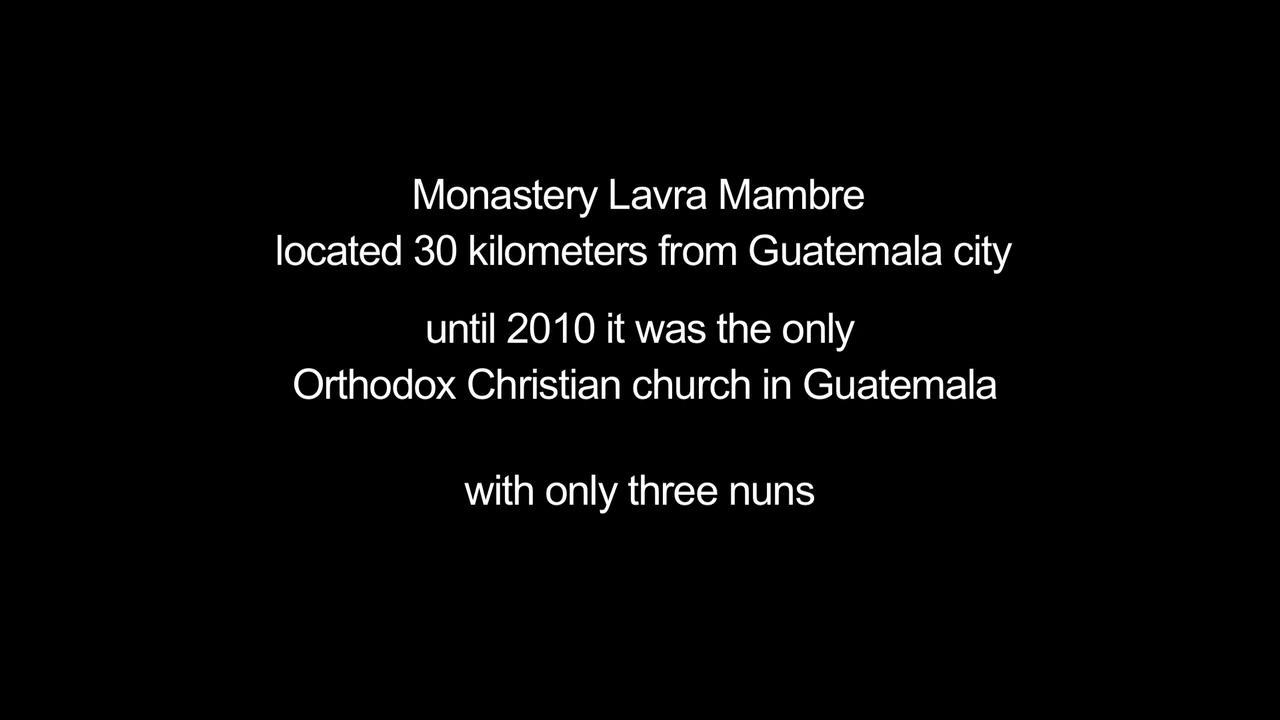 Monastery Lavra Mambre
located 30 kilometers from Guatemala city
until 2010 it was the only
Orthodox Christian church in Guatemala
with only three nuns